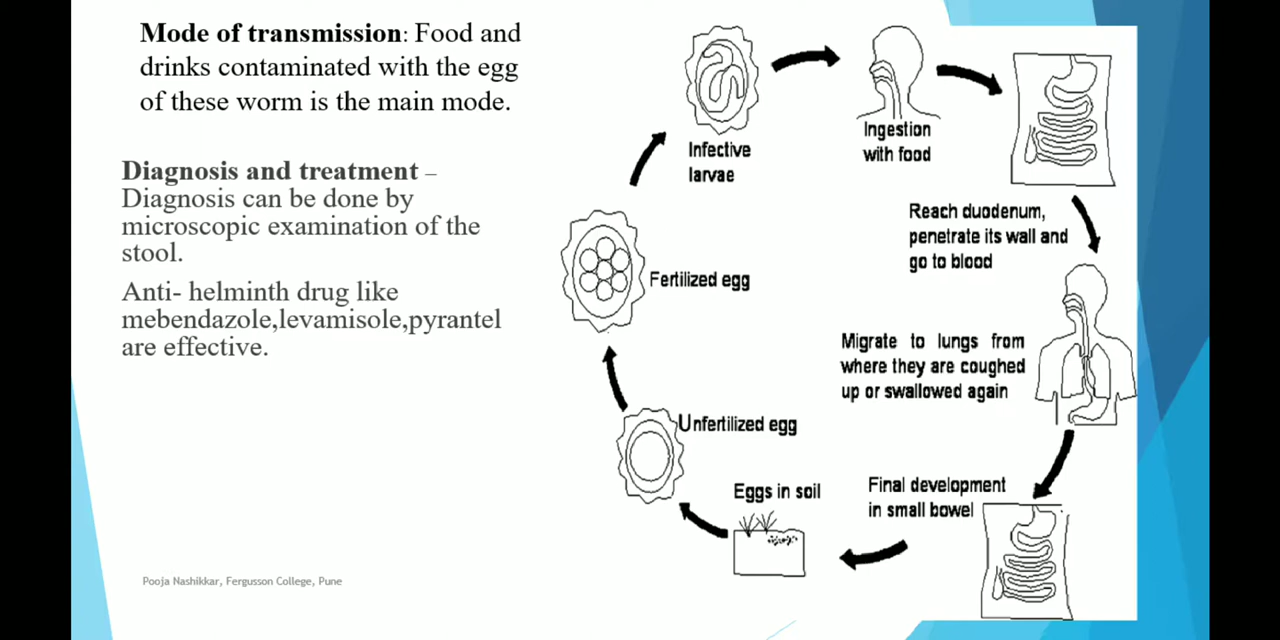 Mode of transmission: Food and
drinks contaminated with the egg
of these worm is the main mode.
Diagnosis and treatment –
Diagnosis can be done by
microscopic examination of the
stool.
Anti- helminth drug like
mebendazole,levamisole,pyrantel
are effective.
Infective
larvae
Ingestion
with food
Reach duodenum,
penetrate its wall and
go to blood
Fertilized egg
Migrate to lungs from
where they are coughed
up or swallowed again
Unfertilized egg
Eggs in soil
Final development
in small bowel
Pooja Nashikkar, Fergusson College, Pune